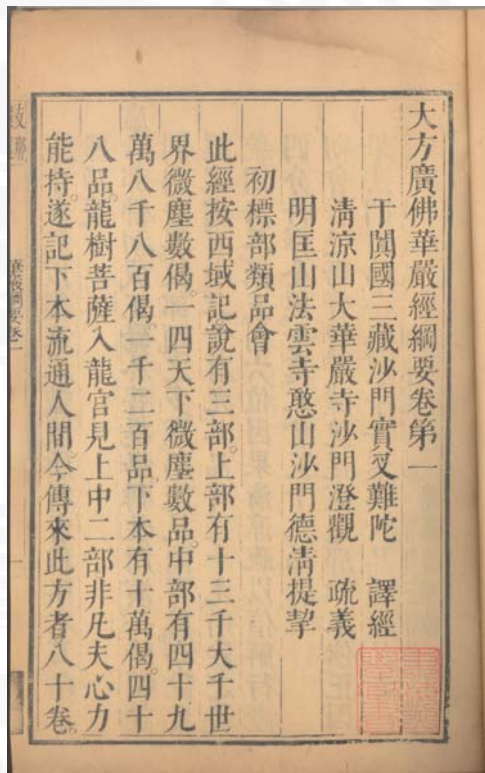 大方廣佛華嚴經綱要卷第一
于闐國三藏沙門實叉難陀 譯經
清涼山大華嚴寺沙門澄觀 疏義
明匡山法雲寺憨山沙門德清提挈
初標部類品會
此經按西域記說有三部。上部有十三千大千世
界微塵數偈。一四天下微塵數品中部有四十九
萬八千八百偈一千二百品下本有十萬偈。四十
八品。龍樹菩薩入龍宮見上中二部非凡夫心力
能持。遂記下本流通人間。今傳來此方者八十卷。